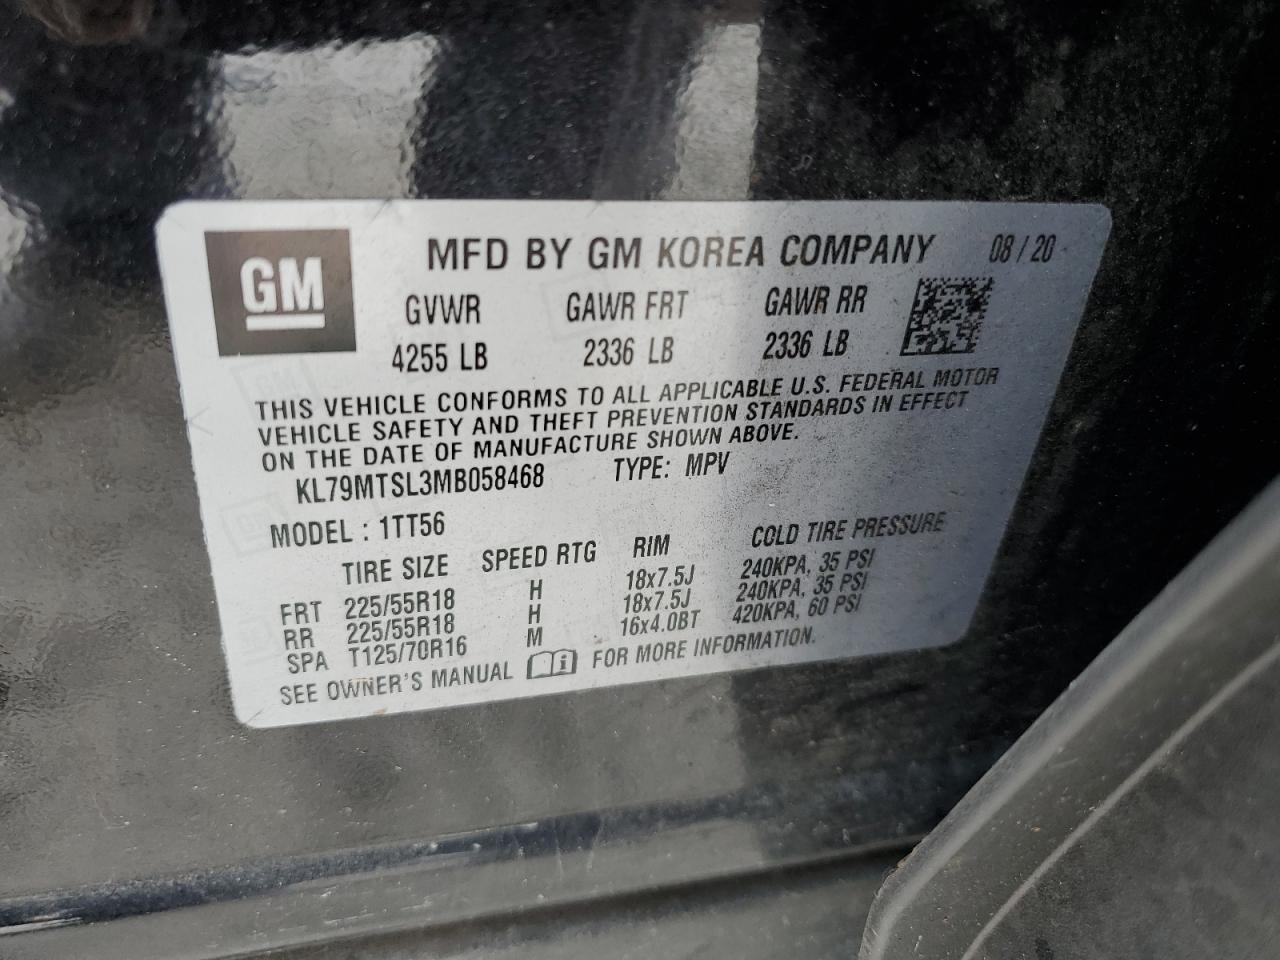 GM MFD BY GM KOREA COMPANY 08/20
GVWR GAWR FRT GAWR RR
4255 LB 2336 LB 2336 LB
THIS VEHICLE CONFORMS TO ALL APPLICABLE U.S. FEDERAL MOTOR
VEHICLE SAFETY AND THEFT PREVENTION STANDARDS IN EFFECT
ON THE DATE OF MANUFACTURE SHOWN ABOVE.
KL79MTSL3MB058468 TYPE: MPV
MODEL : 1TT56
TIRE SIZE SPEED RTG RIM COLD TIRE PRESSURE
FRT 225/55R18 H 18x7.5J 240KPA, 35 PSI
RR 225/55R18 H 18x7.5J 240KPA, 35 PSI
SPA T125/70R16 M 16x4.0BT 420KPA, 60 PSI
SEE OWNER'S MANUAL i FOR MORE INFORMATION.